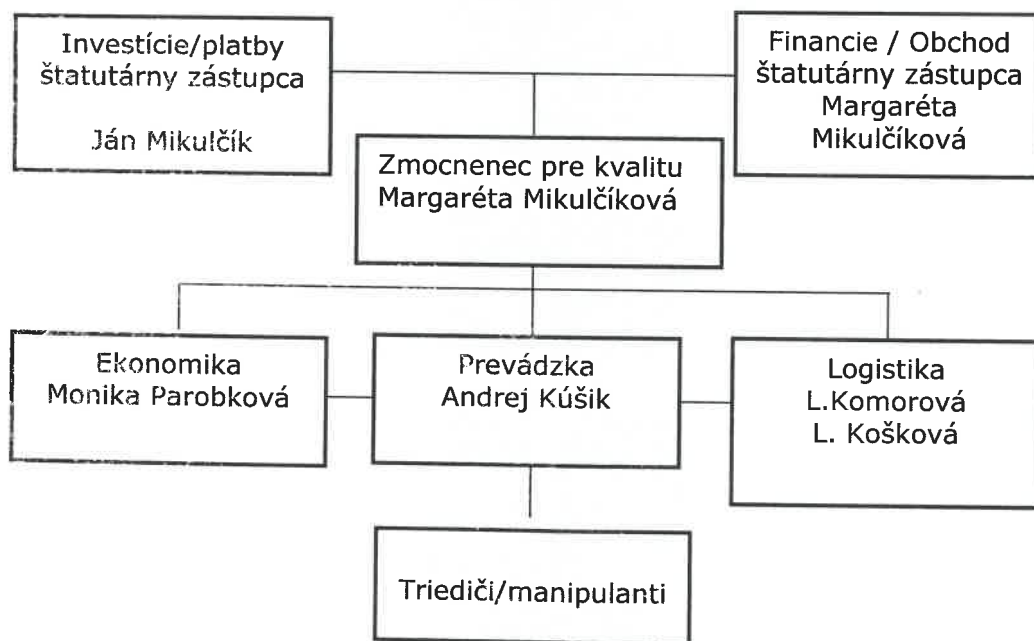 Investície/platby
štatutárny zástupca
Ján Mikulčík
Financie / Obchod
štatutárny zástupca
Margaréta
Mikulčíková
Zmocnenec pre kvalitu
Margaréta Mikulčíková
Ekonomika
Monika Parobková
Prevádzka
Andrej Kúšik
Logistika
L.Komorová
L. Košková
Triediči/manipulanti